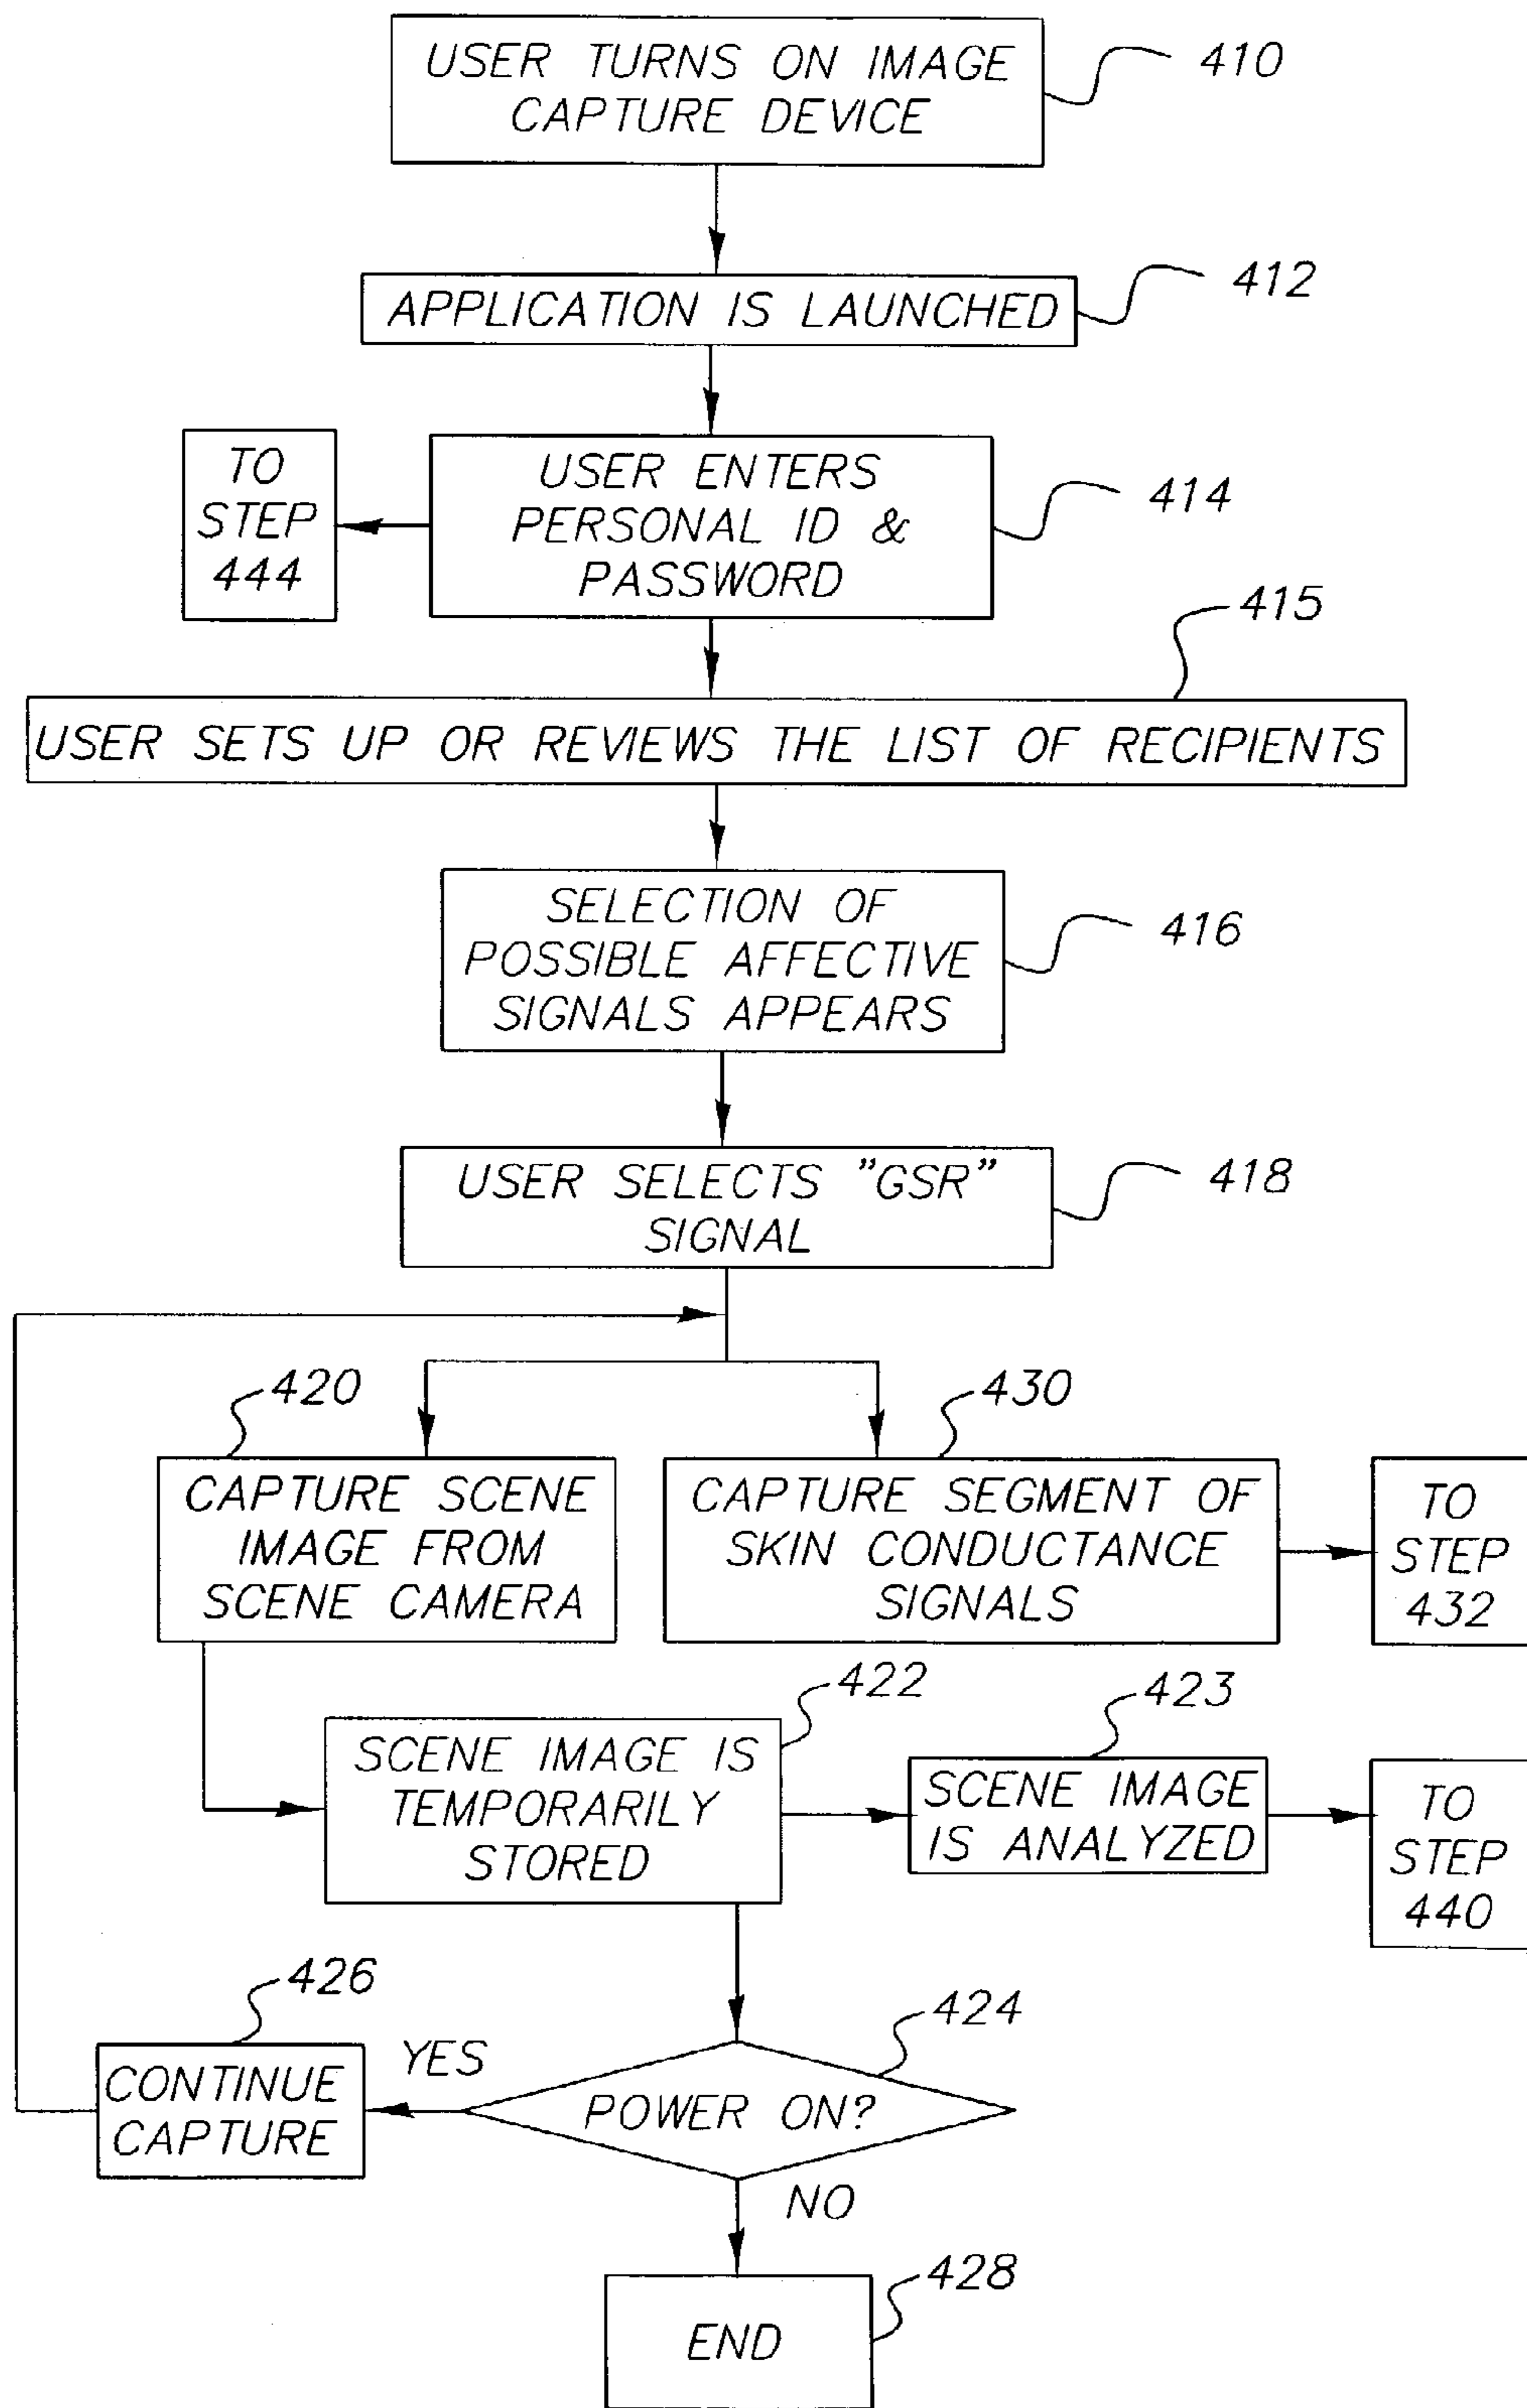 USER TURNS ON IMAGE
CAPTURE DEVICE
410
APPLICATION IS LAUNCHED
412
TO
STEP
444
USER ENTERS
PERSONAL ID &
PASSWORD
414
415
USER SETS UP OR REVIEWS THE LIST OF RECIPIENTS
SELECTION OF
POSSIBLE AFFECTIVE
SIGNALS APPEARS
416
USER SELECTS "GSR"
SIGNAL
418
420
CAPTURE SCENE
IMAGE FROM
SCENE CAMERA
430
CAPTURE SEGMENT OF
SKIN CONDUCTANCE
SIGNALS
TO
STEP
432
422
SCENE IMAGE IS
TEMPORARILY
STORED
423
SCENE IMAGE
IS ANALYZED
TO
STEP
440
426
CONTINUE
CAPTURE
YES
424
POWER ON?
NO
428
END